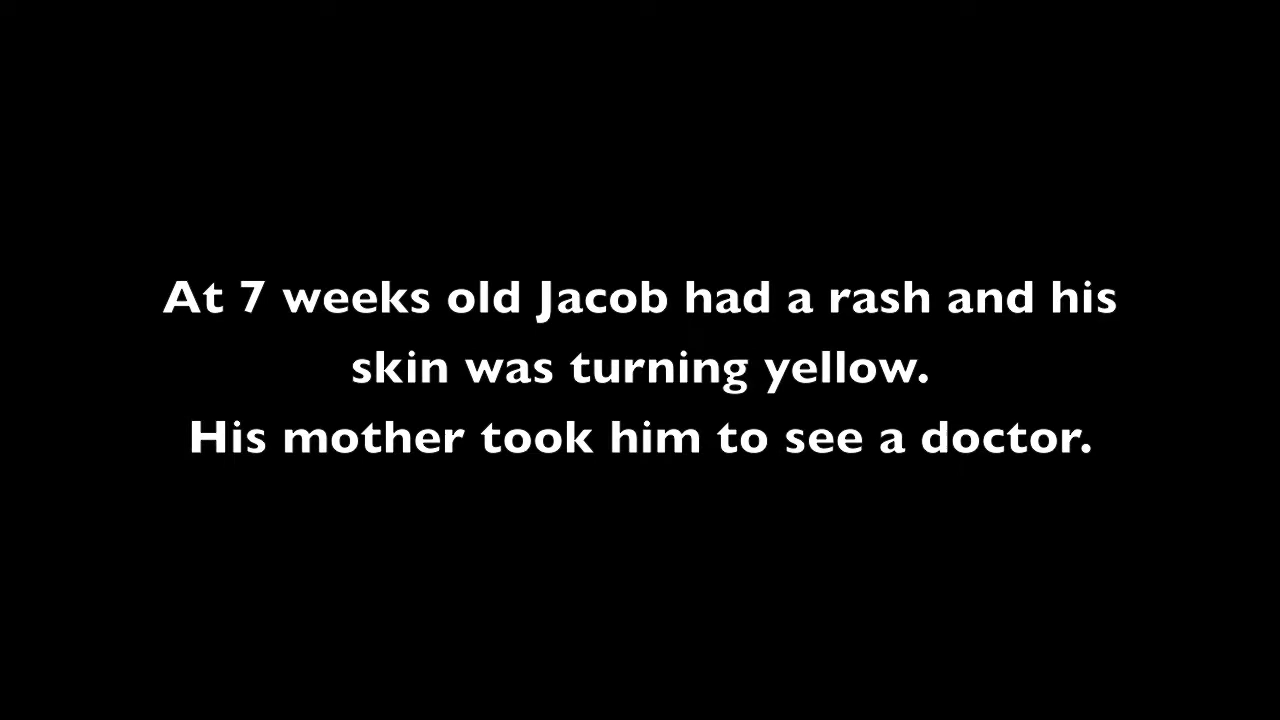 At 7 weeks old Jacob had a rash and his
skin was turning yellow.
His mother took him to see a doctor.